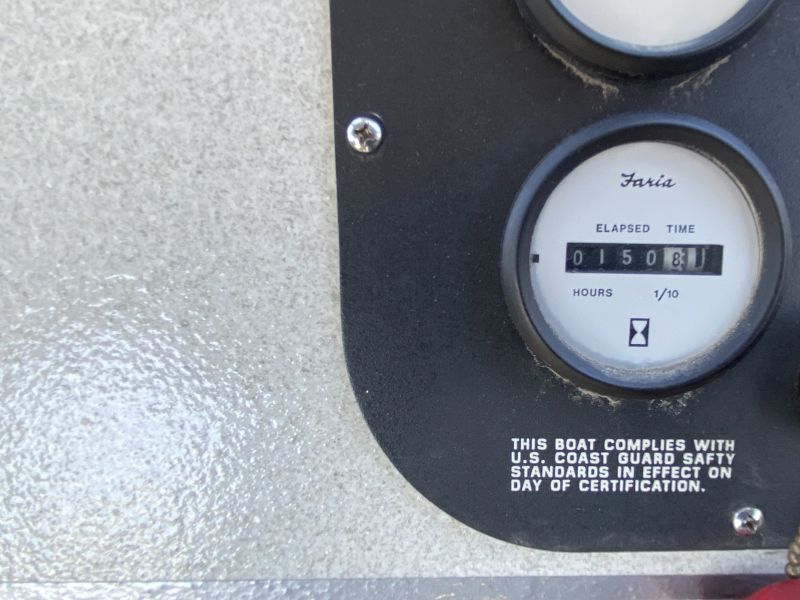 Faria
ELAPSED TIME
01508
HOURS 1/10
THIS BOAT COMPLIES WITH
U.S. COAST GUARD SAFTY
STANDARDS IN EFFECT ON
DAY OF CERTIFICATION.